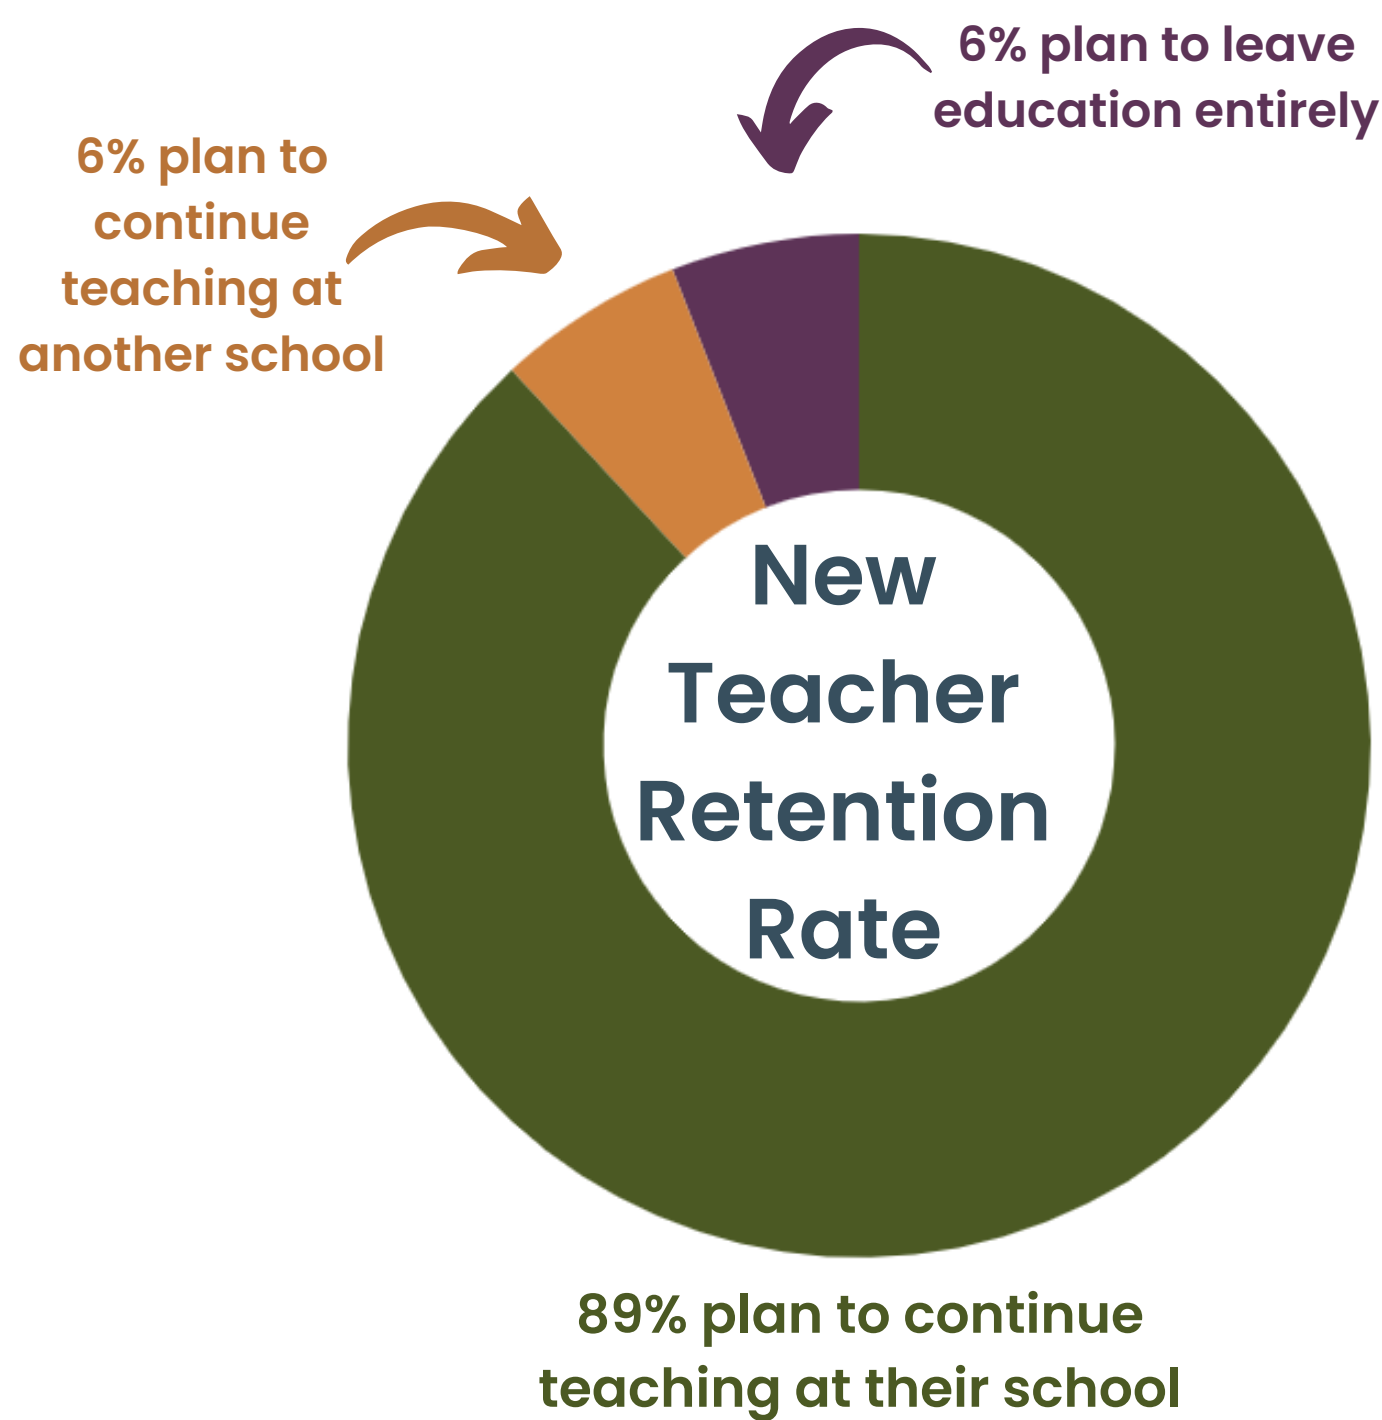 6% plan to leave
education entirely
6% plan to
continue
teaching at
another school
New
Teacher
Retention
Rate
89% plan to continue
teaching at their school